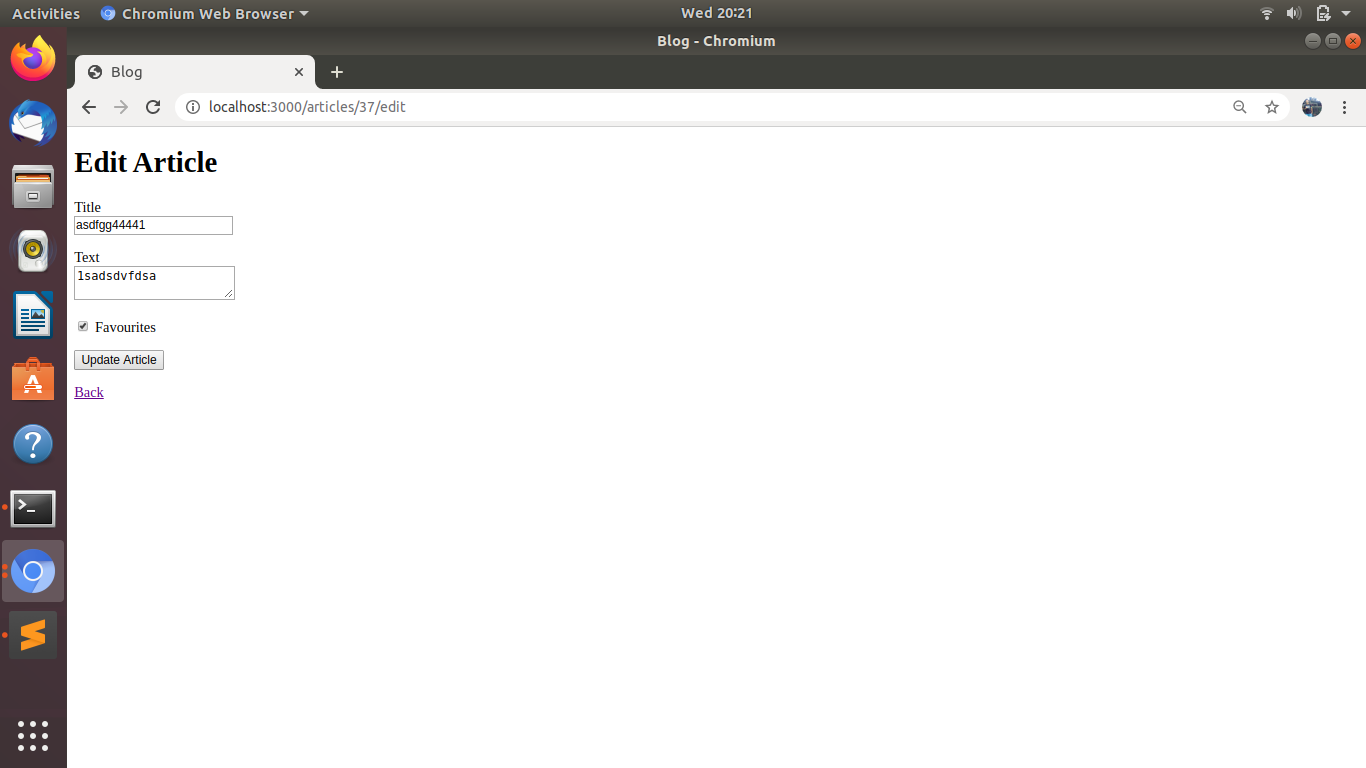 Activities
Chromium Web Browser
Wed 20:21
Blog - Chromium
Blog
localhost:3000/articles/37/edit
Edit Article
Title
asdfgg44441
Text
1sadsdvfdsa
Favourites
Update Article
Back